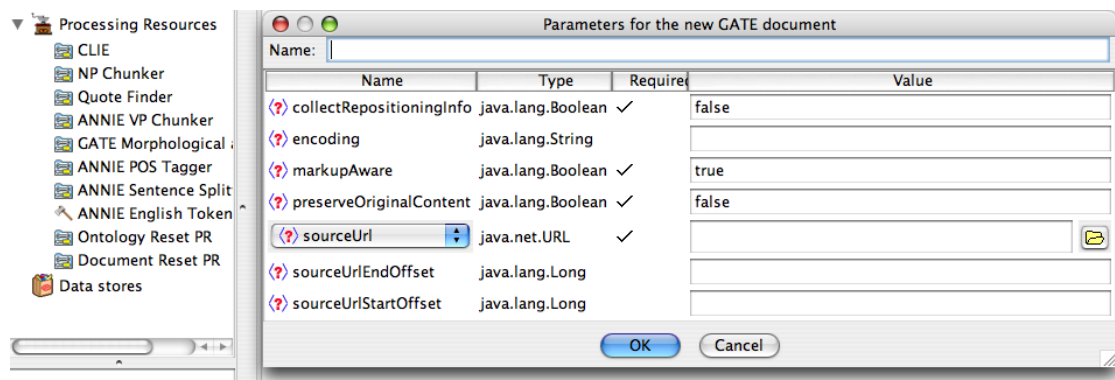 Processing Resources
CLIE
NP Chunker
Quote Finder
ANNIE VP Chunker
GATE Morphological
ANNIE POS Tagger
ANNIE Sentence Split
ANNIE English Token
Ontology Reset PR
Document Reset PR
Data stores
Parameters for the new GATE document
Name:
Name Type Required Value
<?> collectRepositioningInfo java.lang.Boolean ✓ false
<?> encoding java.lang.String
<?> markupAware java.lang.Boolean ✓ true
<?> preserveOriginalContent java.lang.Boolean ✓ false
<?> sourceUrl java.net.URL ✓
<?> sourceUrlEndOffset java.lang.Long
<?> sourceUrlStartOffset java.lang.Long
OK Cancel